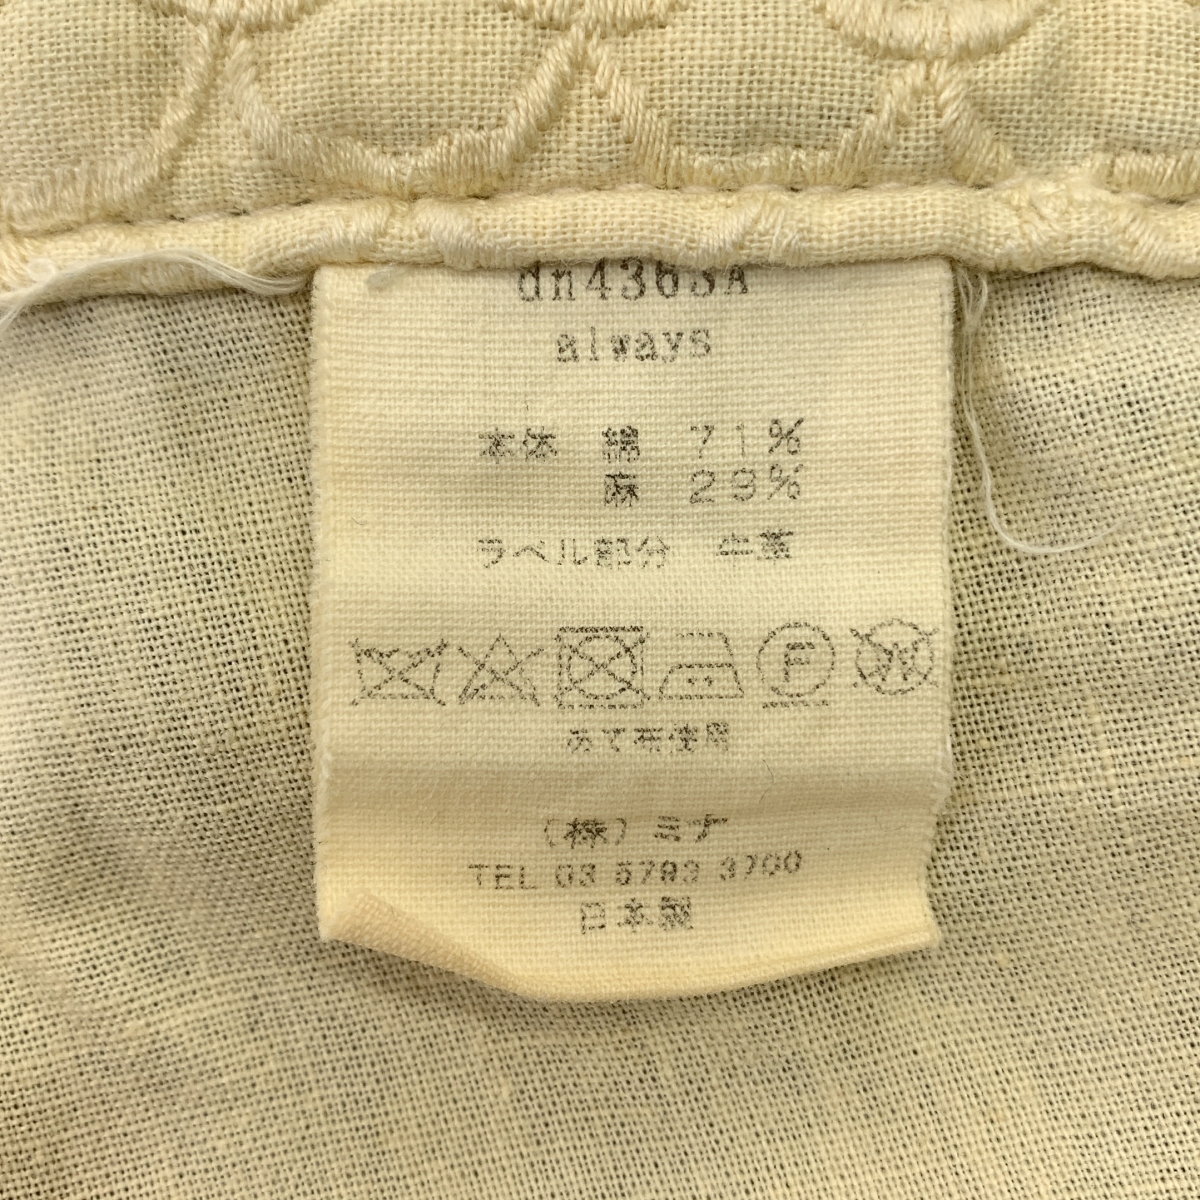 dn4363A
always
本体 綿 71%
麻 29%
ラベル部分 牛革
F W
あて布使用
(株)ミナ
TEL 03 5793 3700
日本製